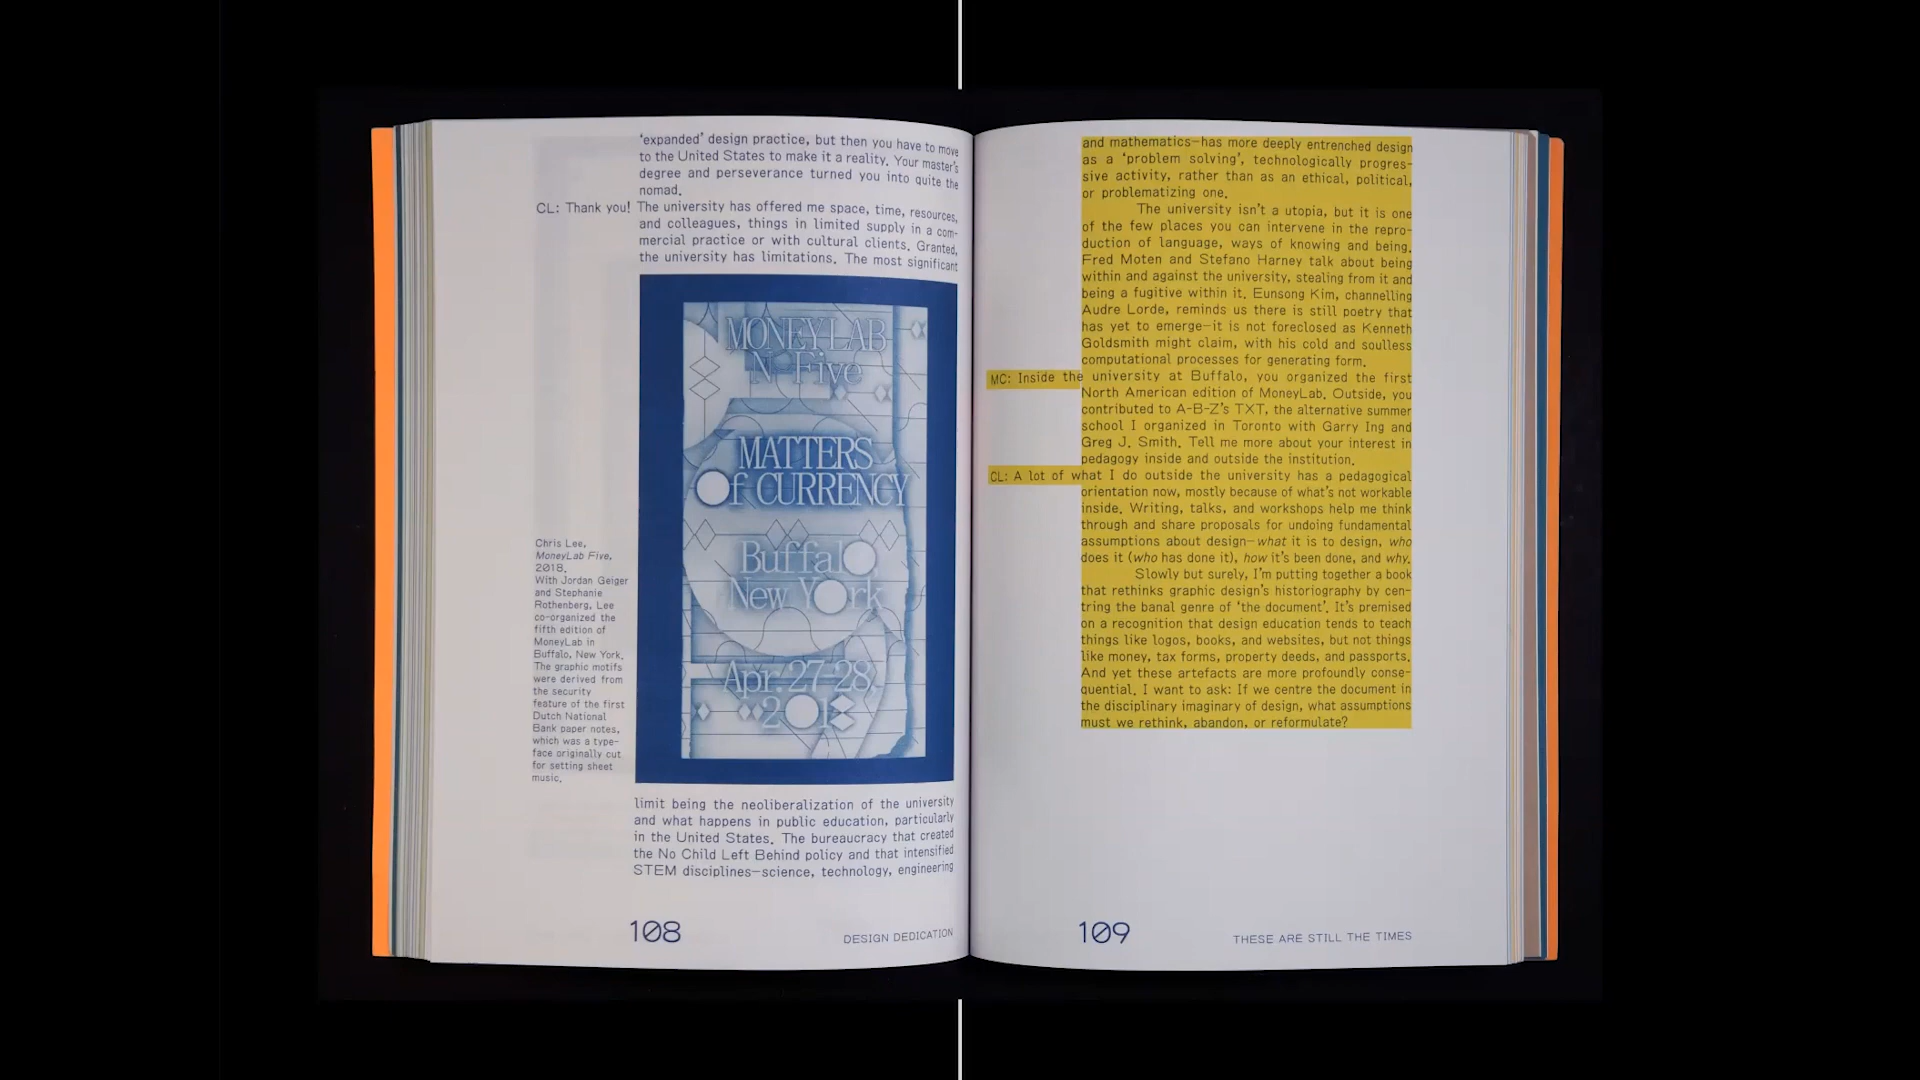 'expanded' design practice, but then you have to move
to the United States to make it a reality. Your master's
degree and perseverance turned you into quite the
nomad.
CL: Thank you! The university has offered me space, time, resources,
and colleagues, things in limited supply in a com-
mercial practice or with cultural clients. Granted,
the university has limitations. The most significant
MONEYLAB
N Five
MATTERS
Of CURRENCY
Buffalo,
New York
Apr. 27-28,
2018
Chris Lee,
MoneyLab Five,
2018.
With Jordan Geiger
and Stephanie
Rothenberg, Lee
co-organized the
fifth edition of
MoneyLab in
Buffalo, New York.
The graphic motifs
were derived from
the security
feature of the first
Dutch National
Bank paper notes,
which was a type-
face originally cut
for setting sheet
music.
limit being the neoliberalization of the university
and what happens in public education, particularly
in the United States. The bureaucracy that created
the No Child Left Behind policy and that intensified
STEM disciplines—science, technology, engineering
108
DESIGN DEDICATION
and mathematics—has more deeply entrenched design
as a 'problem solving', technologically progres-
sive activity, rather than as an ethical, political,
or problematizing one.
The university isn't a utopia, but it is one
of the few places you can intervene in the repro-
duction of language, ways of knowing and being.
Fred Moten and Stefano Harney talk about being
within and against the university, stealing from it and
being a fugitive within it. Eunsong Kim, channelling
Audre Lorde, reminds us there is still poetry that
has yet to emerge—it is not foreclosed as Kenneth
Goldsmith might claim, with his cold and soulless
computational processes for generating form.
MC: Inside the university at Buffalo, you organized the first
North American edition of MoneyLab. Outside, you
contributed to A-B-Z's TXT, the alternative summer
school I organized in Toronto with Garry Ing and
Greg J. Smith. Tell me more about your interest in
pedagogy inside and outside the institution.
CL: A lot of what I do outside the university has a pedagogical
orientation now, mostly because of what's not workable
inside. Writing, talks, and workshops help me think
through and share proposals for undoing fundamental
assumptions about design—what it is to design, who
does it (who has done it), how it's been done, and why.
Slowly but surely, I'm putting together a book
that rethinks graphic design's historiography by cen-
tring the banal genre of 'the document'. It's premised
on a recognition that design education tends to teach
things like logos, books, and websites, but not things
like money, tax forms, property deeds, and passports.
And yet these artefacts are more profoundly conse-
quential. I want to ask: If we centre the document in
the disciplinary imaginary of design, what assumptions
must we rethink, abandon, or reformulate?
109
THESE ARE STILL THE TIMES